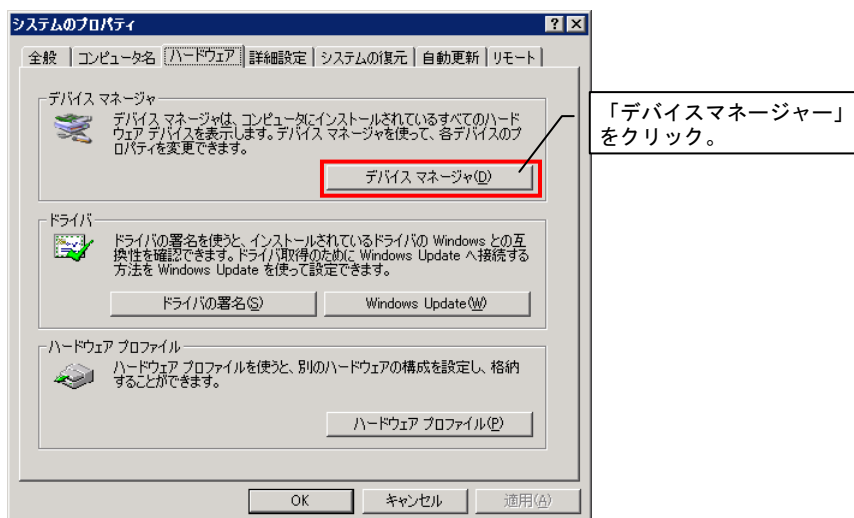 システムのプロパティ
全般 コンピュータ名 ハードウェア 詳細設定 システムの復元 自動更新 リモート
デバイス マネージャ
デバイス マネージャは、コンピュータにインストールされているすべてのハード
ウェア デバイスを表示します。デバイス マネージャを使って、各デバイスのプ
ロパティを変更できます。
デバイス マネージャ(D)
「デバイスマネージャー」
をクリック。
ドライバ
ドライバの署名を使うと、インストールされているドライバの Windows との互
換性を確認できます。ドライバ取得のために Windows Update へ接続する
方法を Windows Update を使って設定できます。
ドライバの署名(S) Windows Update(W)
ハードウェア プロファイル
ハードウェア プロファイルを使うと、別のハードウェアの構成を設定し、格納
することができます。
ハードウェア プロファイル(P)
OK キャンセル 適用(A)